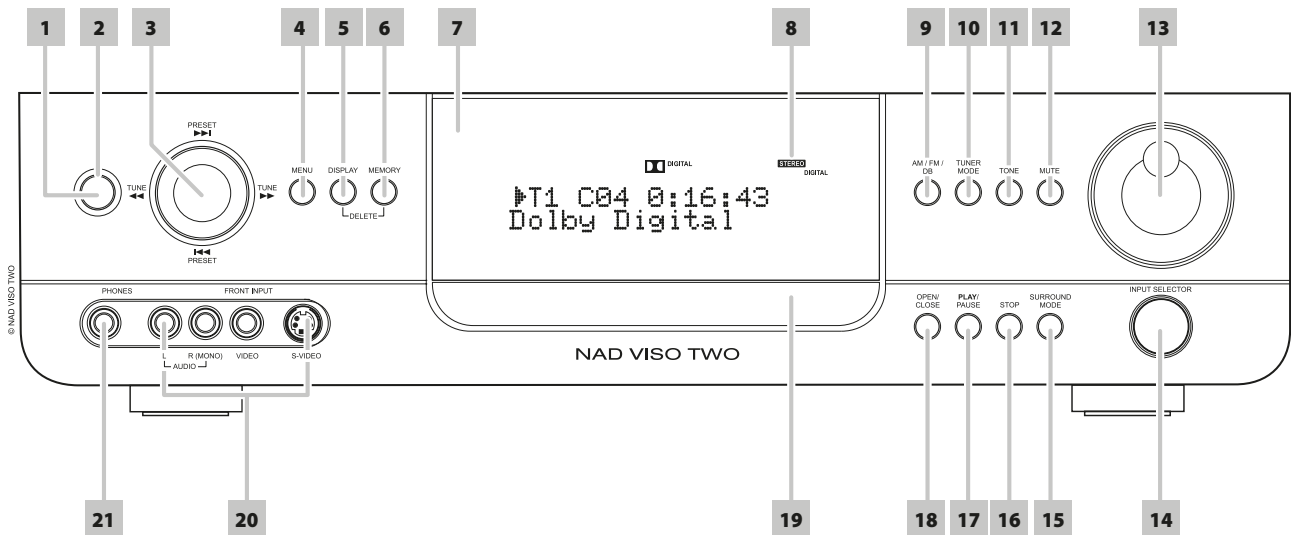 1 2 3 4 5 6 7 8 9 10 11 12 13
PRESET
TUNE
TUNE
PRESET
MENU DISPLAY MEMORY
DELETE
DIGITAL
STEREO
DIGITAL
T1 C04 0:16:43
Dolby Digital
AM / FM /
DB
TUNER
MODE
TONE
MUTE
© NAD VISO TWO
PHONES
FRONT INPUT
L R (MONO) VIDEO S-VIDEO
AUDIO
NAD VISO TWO
OPEN/
CLOSE
PLAY/
PAUSE
STOP
SURROUND
MODE
INPUT SELECTOR
21 20 19 18 17 16 15 14